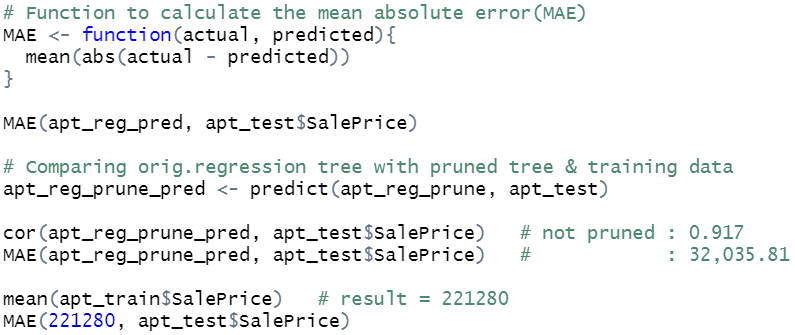 # Function to calculate the mean absolute error(MAE)
MAE <- function(actual, predicted){
  mean(abs(actual - predicted))
}
MAE(apt_reg_pred, apt_test$SalePrice)
# Comparing orig.regression tree with pruned tree & training data
apt_reg_prune_pred <- predict(apt_reg_prune, apt_test)
cor(apt_reg_prune_pred, apt_test$SalePrice)   # not pruned : 0.917
MAE(apt_reg_prune_pred, apt_test$SalePrice)   #            : 32,035.81
mean(apt_train$SalePrice)   # result = 221280
MAE(221280, apt_test$SalePrice)